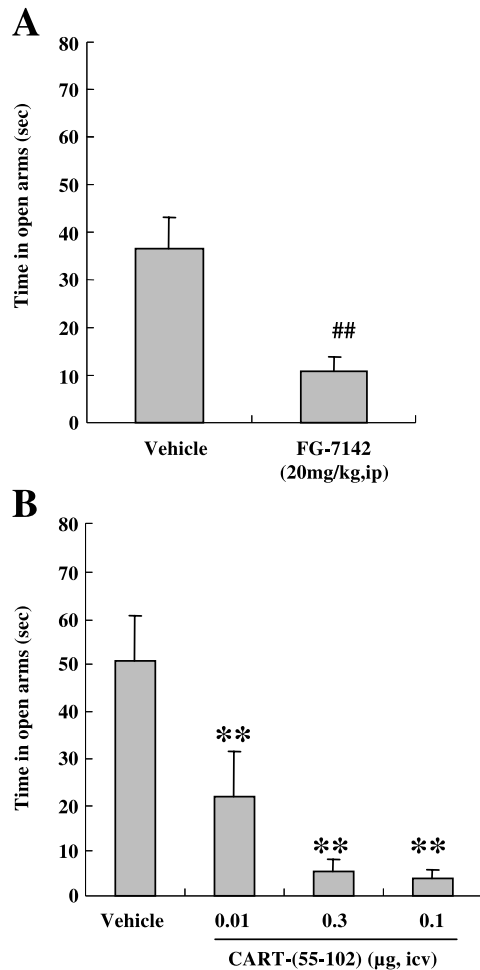 A
Time in open arms (sec)
80
70
60
50
40
30
20
10
0
##
Vehicle
FG-7142
(20mg/kg,ip)
B
Time in open arms (sec)
80
70
60
50
40
30
20
10
0
**
**
**
Vehicle
0.01
0.3
0.1
CART-(55-102) (µg, icv)